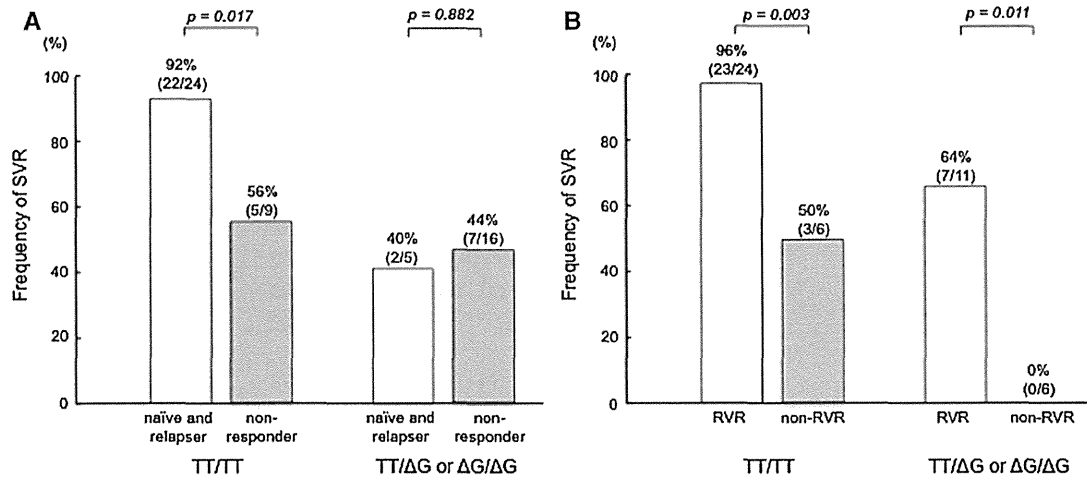 A
p = 0.017
p = 0.882
(%)
92%
(22/24)
56%
(5/9)
40%
(2/5)
44%
(7/16)
100
80
60
40
20
0
Frequency of SVR
naïve and relapser
non-responder
naïve and relapser
non-responder
TT/TT
TT/ΔG or ΔG/ΔG
B
p = 0.003
p = 0.011
(%)
96%
(23/24)
50%
(3/6)
64%
(7/11)
0%
(0/6)
100
80
60
40
20
0
Frequency of SVR
RVR
non-RVR
RVR
non-RVR
TT/TT
TT/ΔG or ΔG/ΔG